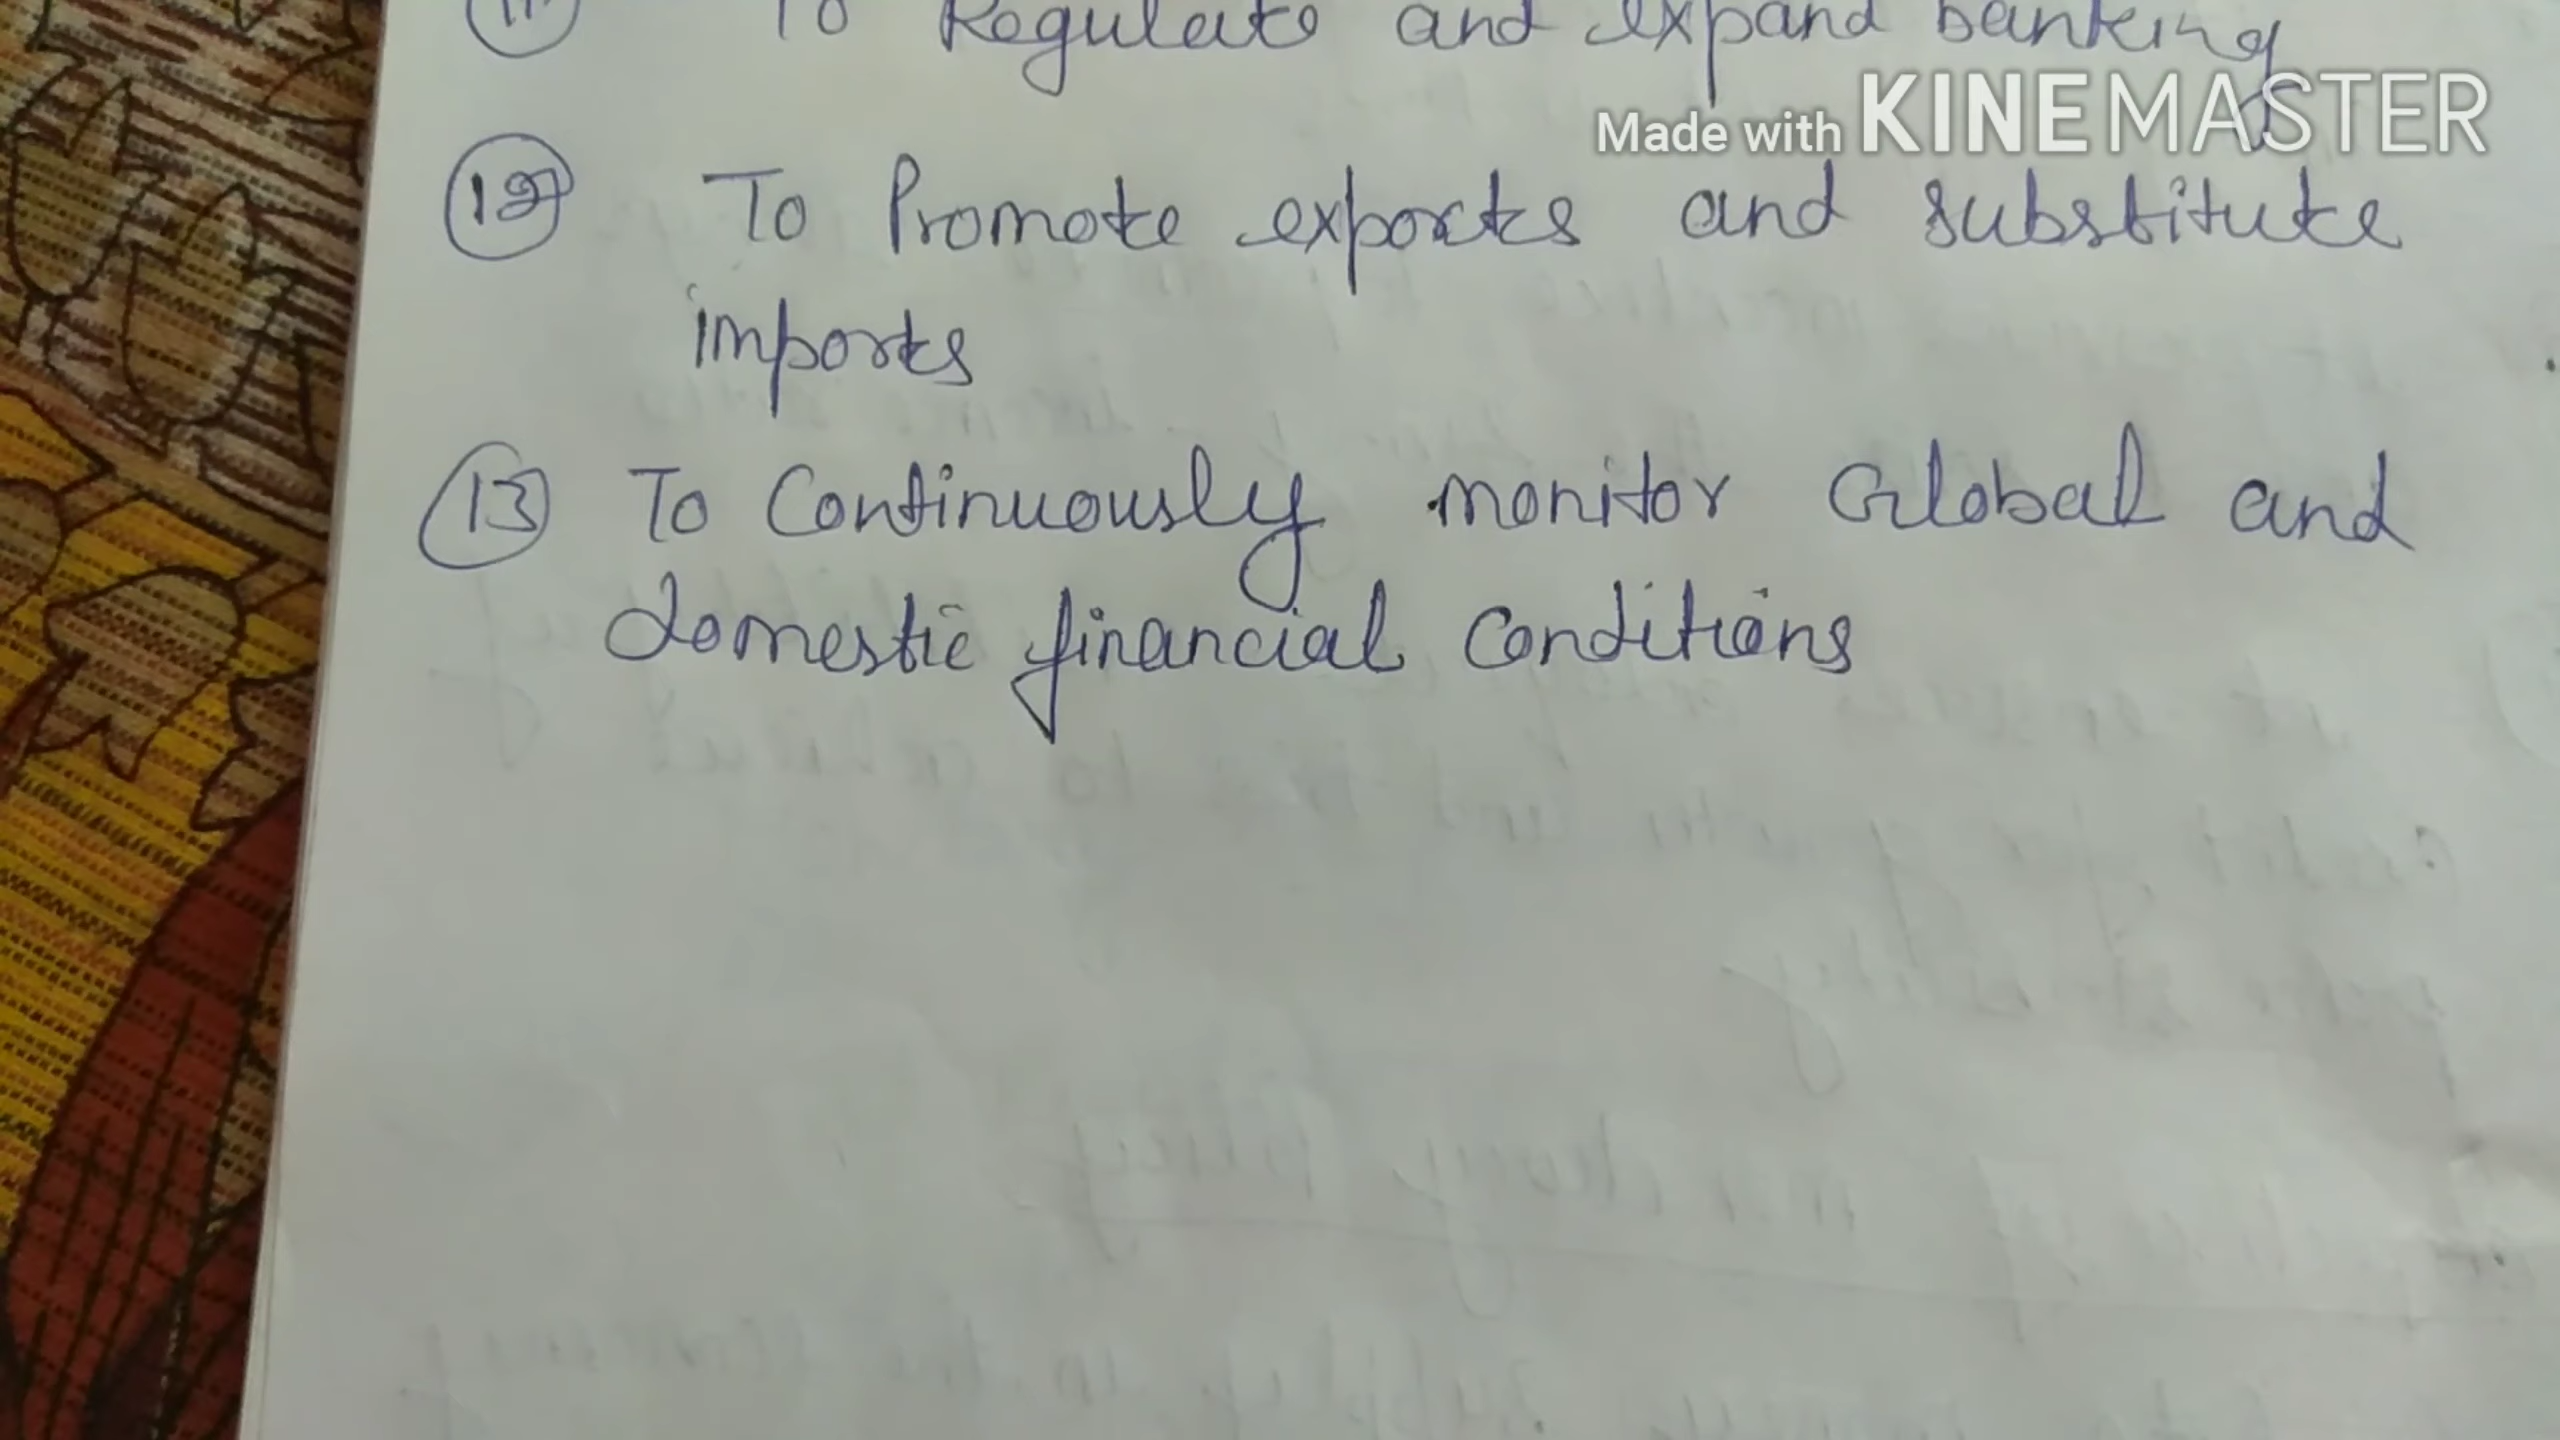 11 To Regulate and expand banking
Made with KINEMASTER
12 To Promote exports and substitute
imports
13 To Continuously monitor Global and
domestic financial Conditions